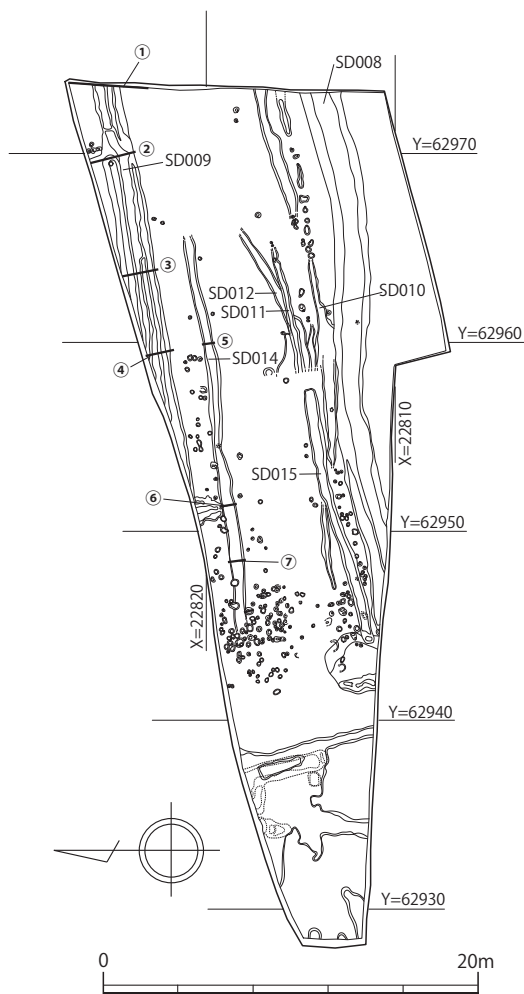 ①
SD008
Y=62970
②
SD009
③
SD012
SD011
SD010
Y=62960
④
⑤
SD014
X=22810
SD015
⑥
Y=62950
⑦
X=22820
Y=62940
Y=62930
0
20m